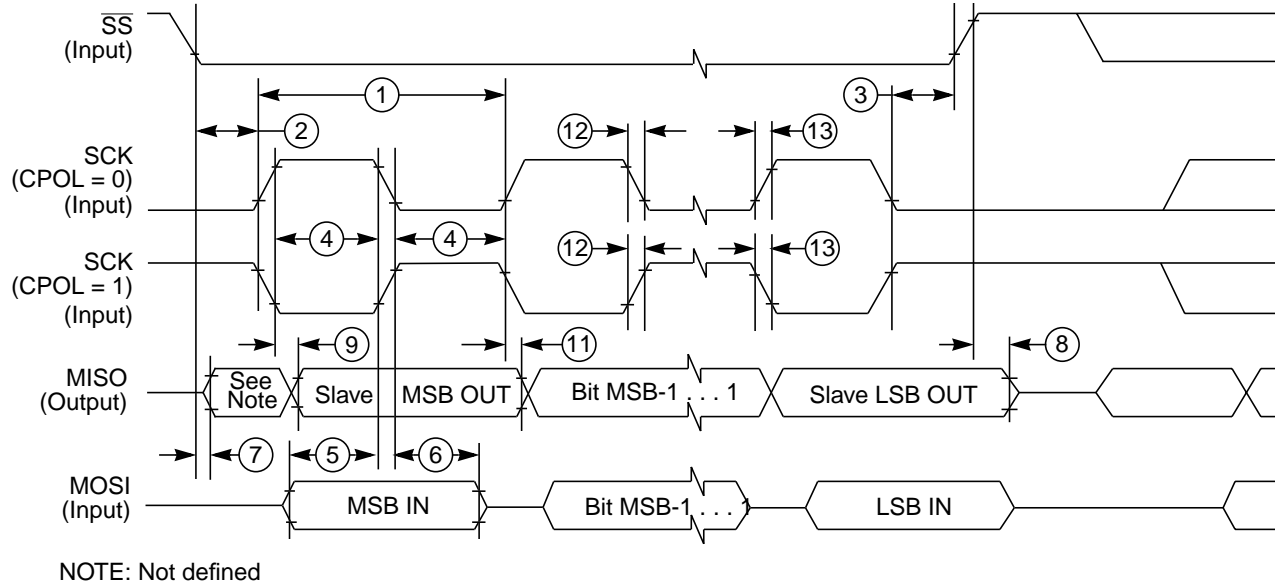 SS
(Input)
1
3
2
12
13
SCK
(CPOL = 0)
(Input)
4
4
SCK
(CPOL = 1)
(Input)
12
13
9
11
8
MISO
(Output)
See
Note
Slave
MSB OUT
Bit MSB-1 . . . 1
Slave LSB OUT
7
5
6
MOSI
(Input)
MSB IN
Bit MSB-1 . . . 1
LSB IN
NOTE: Not defined